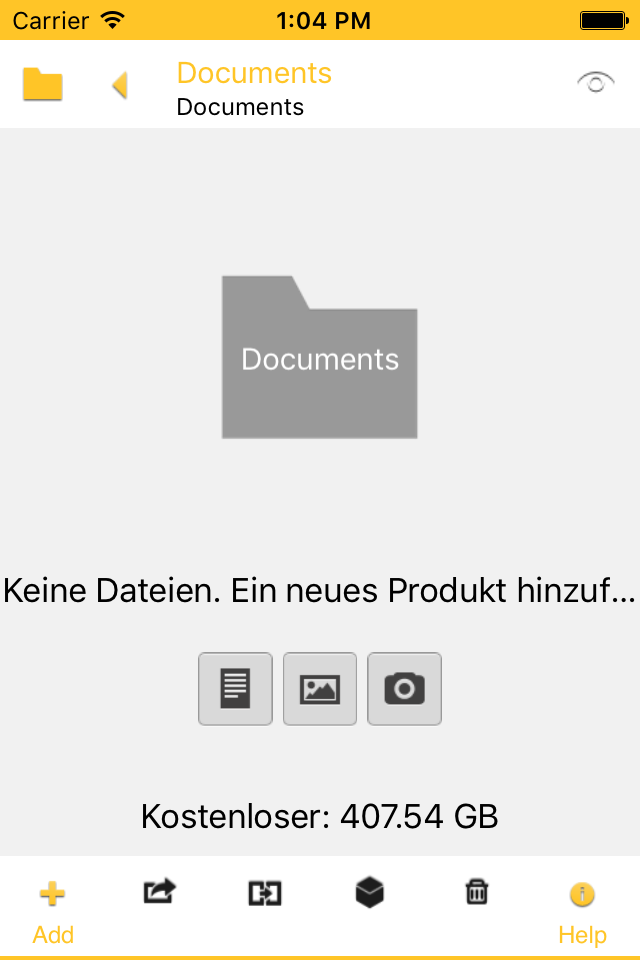 Carrier 1:04 PM
Documents
Documents
Documents
Keine Dateien. Ein neues Produkt hinzuf...
Kostenloser: 407.54 GB
Add Help